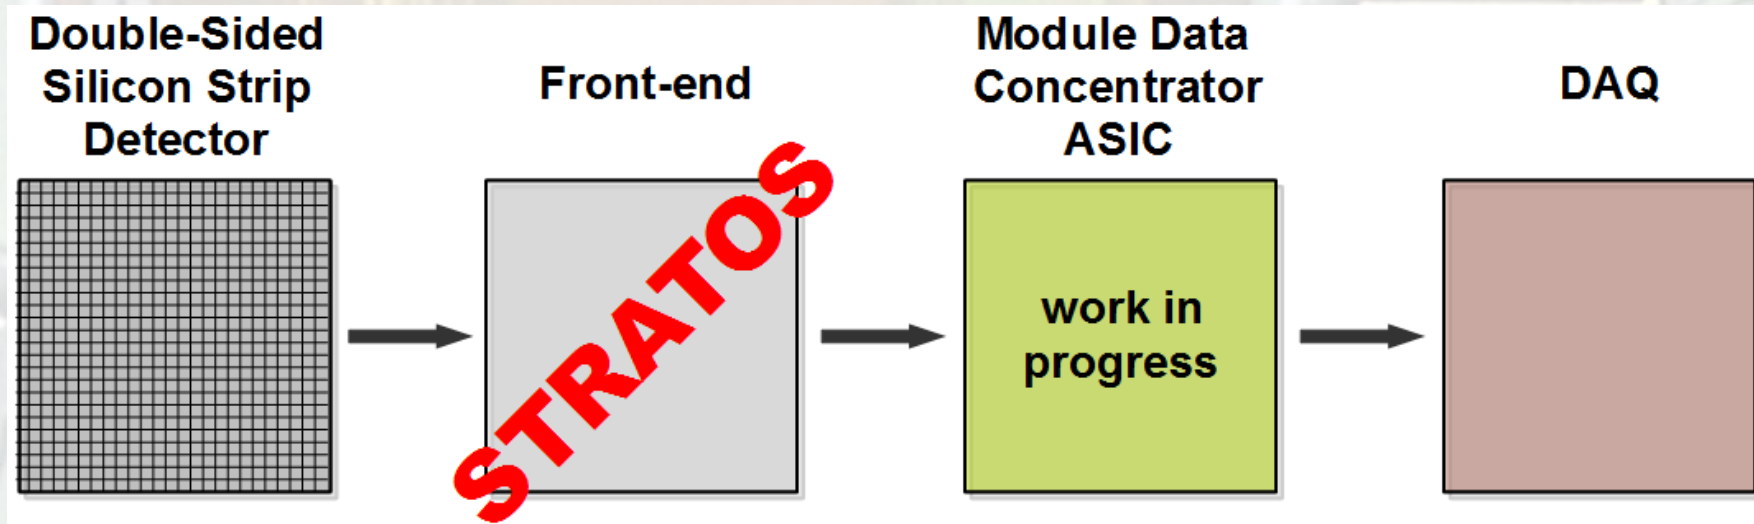 Double-Sided
Silicon Strip
Detector
Front-end
STRATOS
Module Data
Concentrator
ASIC
work in
progress
DAQ